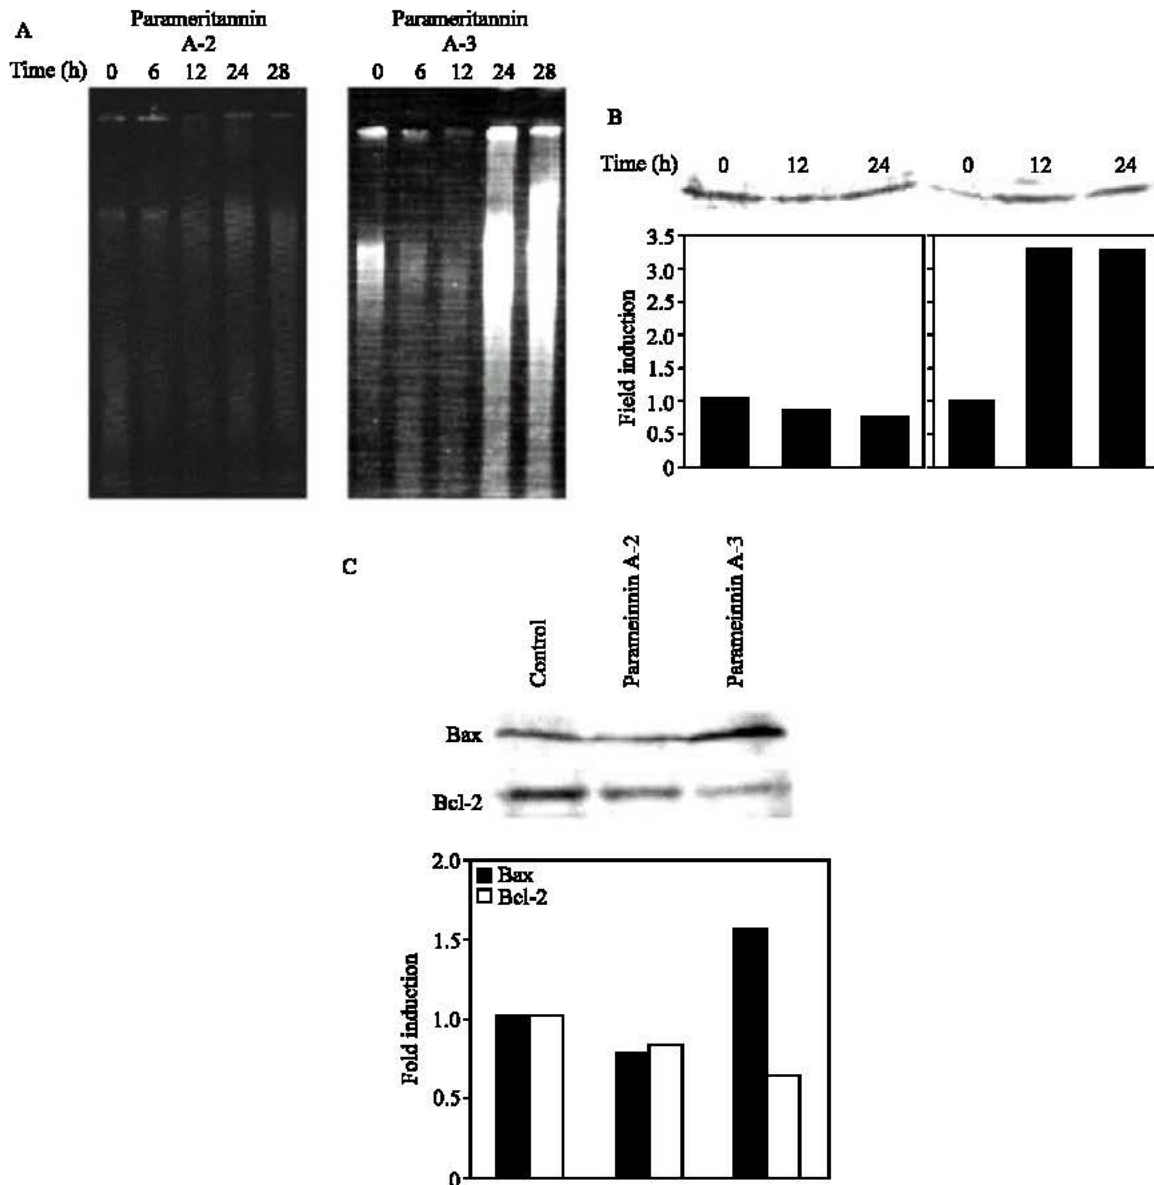 A
Parameritannin
A-2
Parameritannin
A-3
Time (h) 0 6 12 24 28
0 6 12 24 28
B
Time (h) 0 12 24 0 12 24
Field induction
3.5
3.0
2.5
2.0
1.5
1.0
0.5
0
C
Control
Parameinnin A-2
Parameinnin A-3
Bax
Bcl-2
Fold induction
2.0
1.5
1.0
0.5
0
Bax
Bcl-2